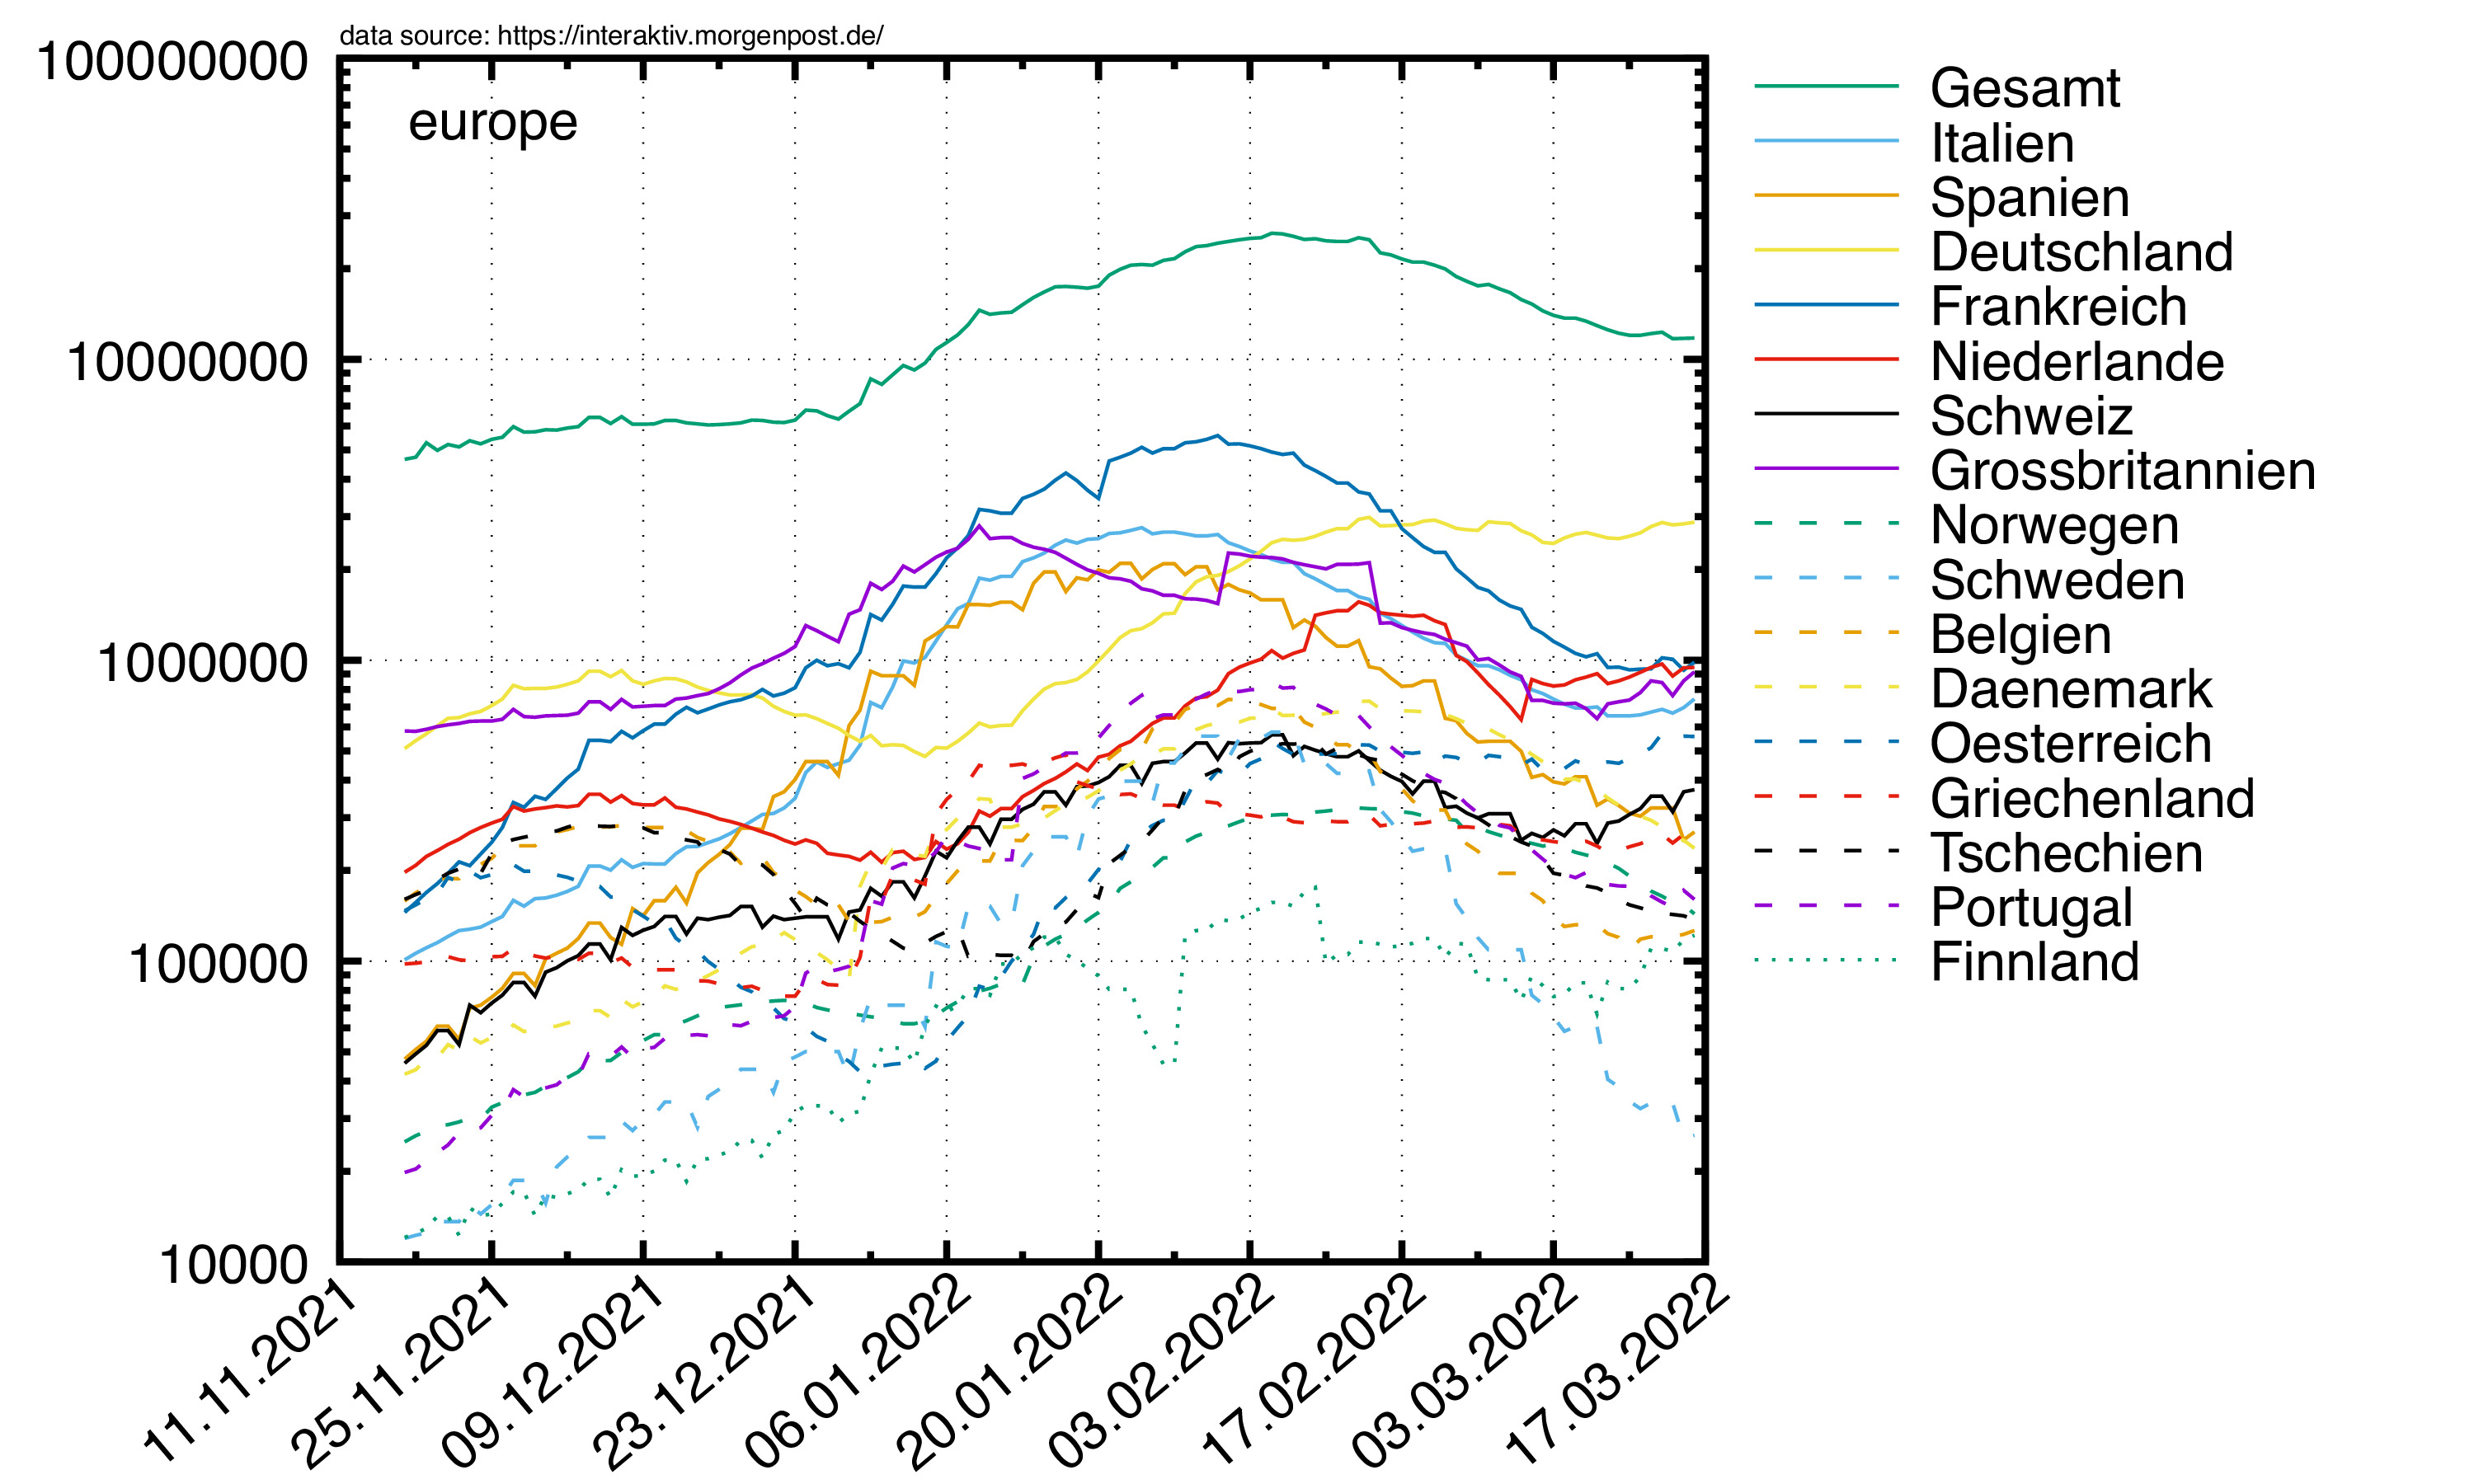 data source: https://interaktiv.morgenpost.de/
europe
100000000
10000000
1000000
100000
10000
11.11.2021
25.11.2021
09.12.2021
23.12.2021
06.01.2022
20.01.2022
03.02.2022
17.02.2022
03.03.2022
17.03.2022
Gesamt
Italien
Spanien
Deutschland
Frankreich
Niederlande
Schweiz
Grossbritannien
Norwegen
Schweden
Belgien
Daenemark
Oesterreich
Griechenland
Tschechien
Portugal
Finnland